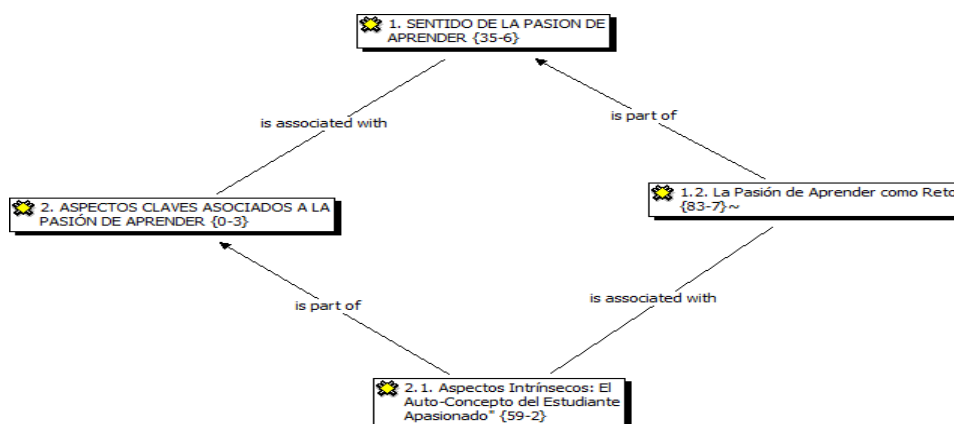 1. SENTIDO DE LA PASION DE
APRENDER {35-6}
is associated with
is part of
2. ASPECTOS CLAVES ASOCIADOS A LA
PASIÓN DE APRENDER {0-3}
1.2. La Pasión de Aprender como Reto
{83-7}~
is part of
is associated with
2.1. Aspectos Intrínsecos: El
Auto-Concepto del Estudiante
Apasionado" {59-2}